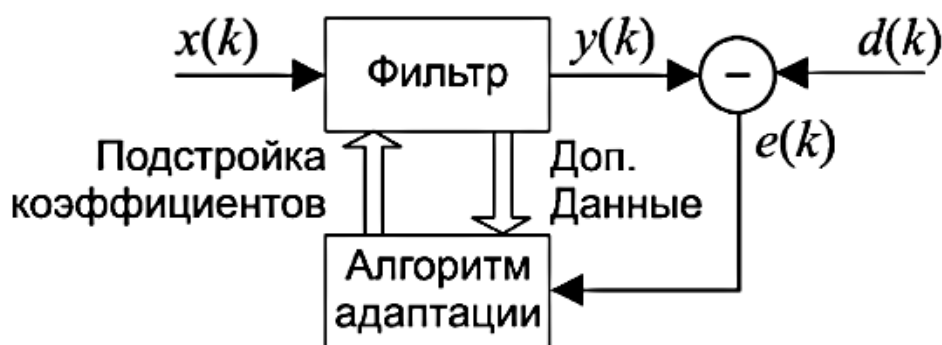 x(k)
Фильтр
y(k)
−
d(k)
e(k)
Подстройка
коэффициентов
Доп.
Данные
Алгоритм
адаптации